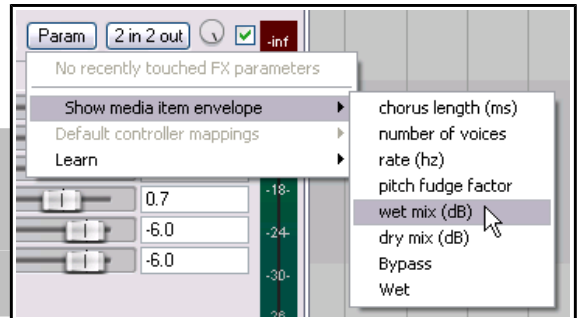 Param
2 in 2 out
-inf
No recently touched FX parameters
Show media item envelope
Default controller mappings
Learn
chorus length (ms)
number of voices
rate (hz)
pitch fudge factor
wet mix (dB)
dry mix (dB)
Bypass
Wet
0.7
-18-
-6.0
-24-
-6.0
-30-